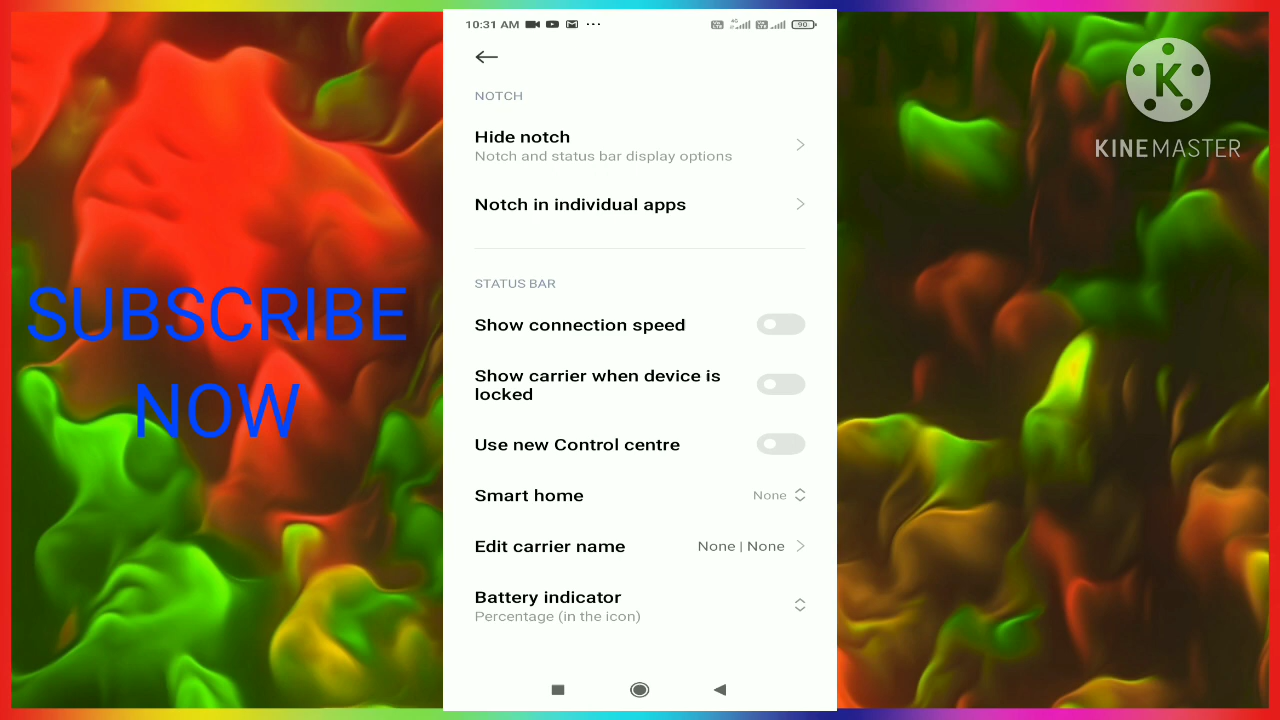 10:31 AM ...
90
NOTCH
Hide notch
Notch and status bar display options
Notch in individual apps
STATUS BAR
Show connection speed
Show carrier when device is
locked
Use new Control centre
Smart home
None
Edit carrier name
None | None
Battery indicator
Percentage (in the icon)
SUBSCRIBE
NOW
K
KINEMASTER